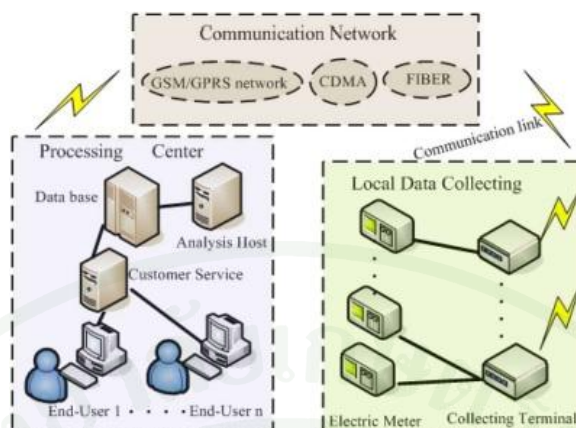 Communication Network
GSM/GPRS network
CDMA
FIBER
Communication link
Processing Center
Data base
Analysis Host
Customer Service
End-User 1 · · · · · End-User n
Local Data Collecting
Electric Meter
Collecting Terminal